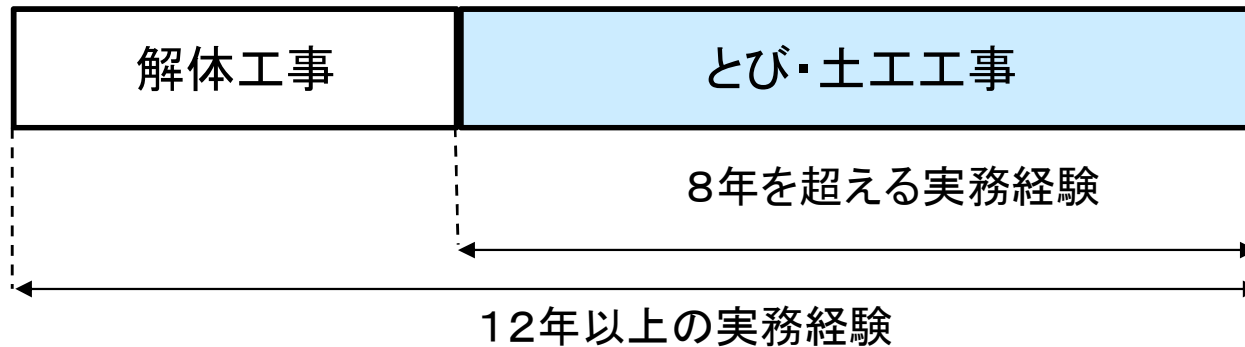 解体工事
とび・土工工事
８年を超える実務経験
１２年以上の実務経験